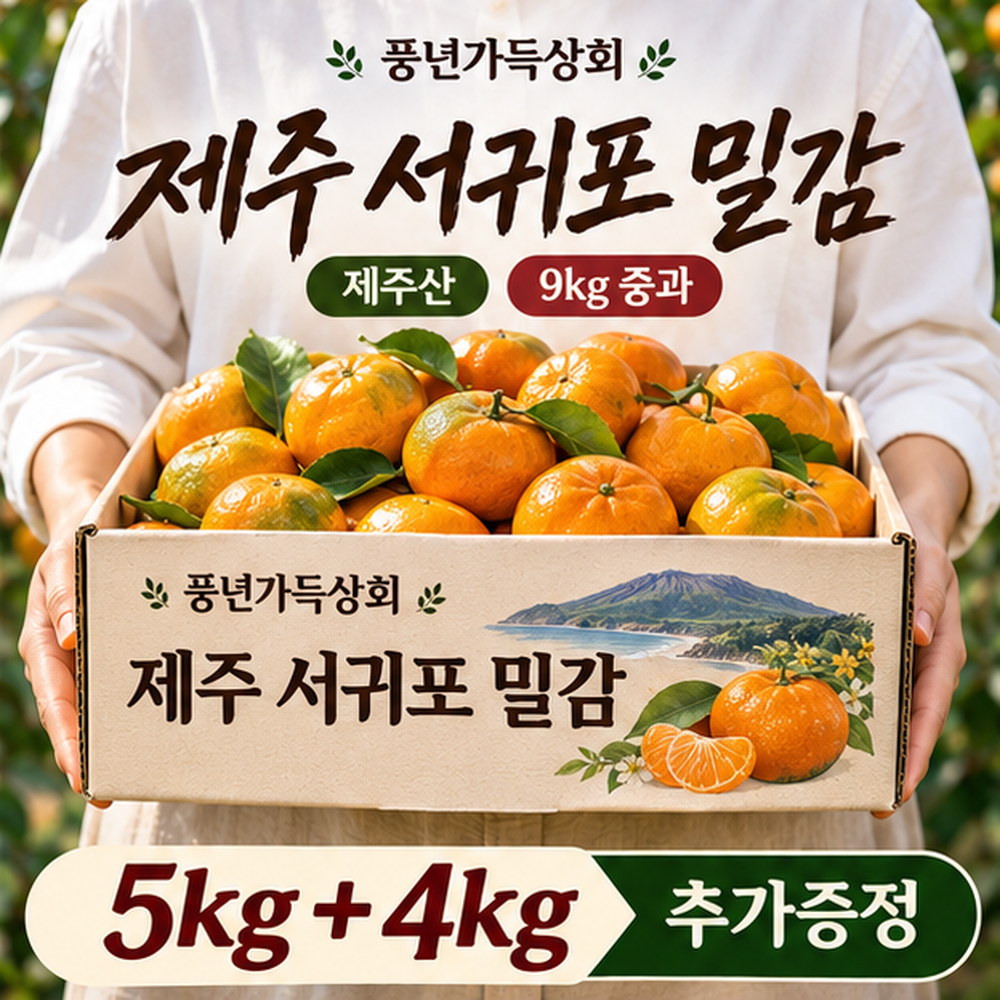 풍년가득상회
제주 서귀포 밀감
제주산
9kg 중과
풍년가득상회
제주 서귀포 밀감
5kg+4kg
추가증정